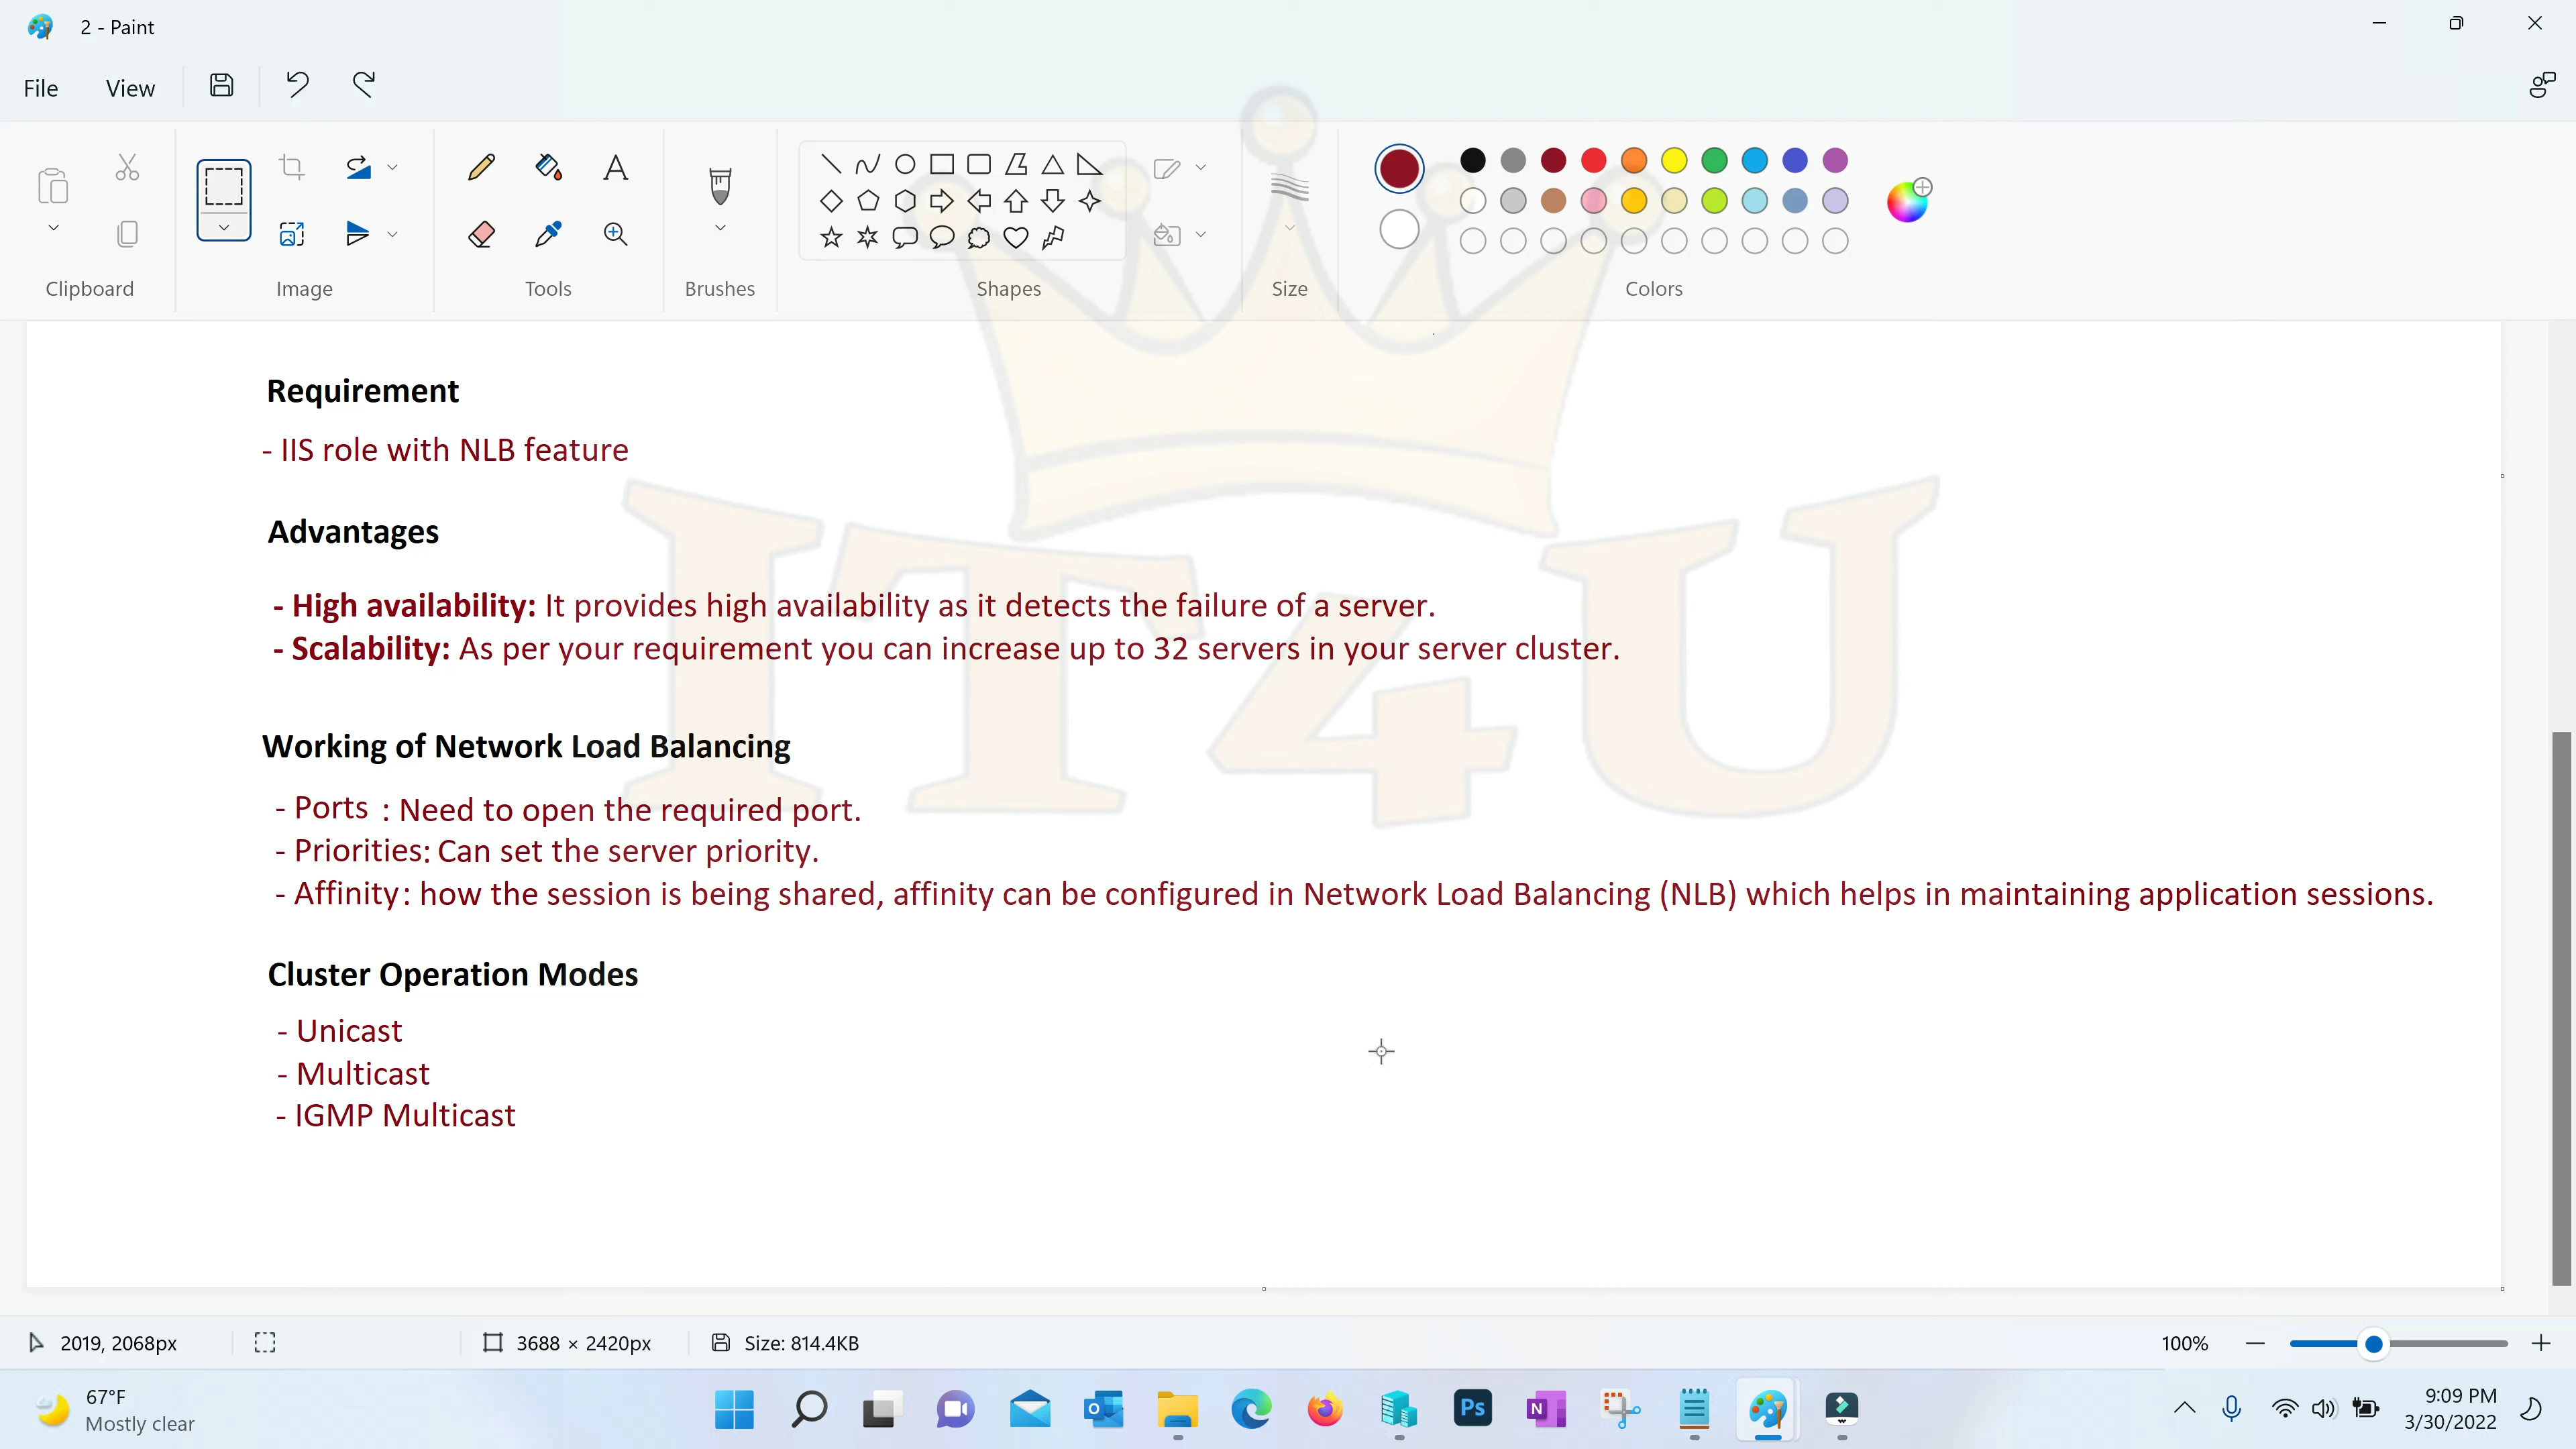 2 - Paint
File View
Clipboard Image Tools Brushes Shapes Size Colors
Requirement
- IIS role with NLB feature
Advantages
- High availability: It provides high availability as it detects the failure of a server.
- Scalability: As per your requirement you can increase up to 32 servers in your server cluster.
Working of Network Load Balancing
- Ports : Need to open the required port.
- Priorities: Can set the server priority.
- Affinity: how the session is being shared, affinity can be configured in Network Load Balancing (NLB) which helps in maintaining application sessions.
Cluster Operation Modes
- Unicast
- Multicast
- IGMP Multicast
IT4U
2019, 2068px 3688 × 2420px Size: 814.4KB 100%
67°F
Mostly clear
Ps
N
9:09 PM
3/30/2022